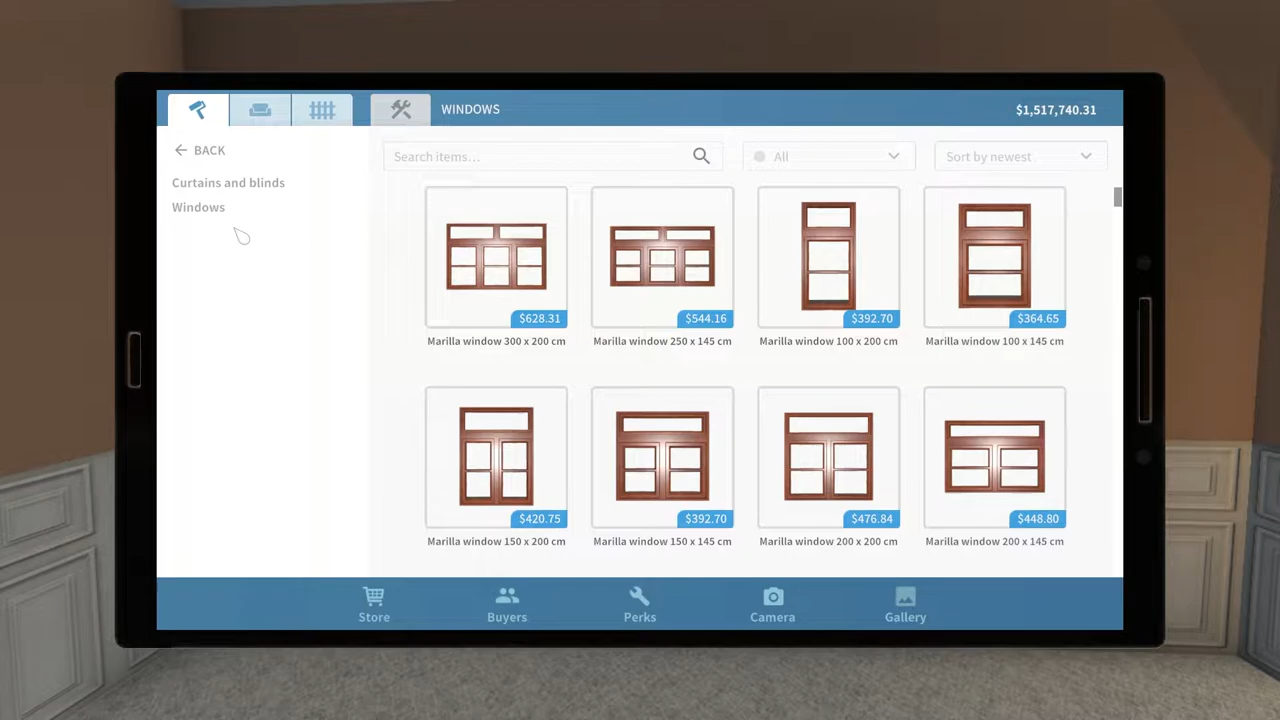 WINDOWS
$1,517,740.31
BACK
Search items...
All
Sort by newest
Curtains and blinds
Windows
$628.31
$544.16
$392.70
$364.65
Marilla window 300 x 200 cm
Marilla window 250 x 145 cm
Marilla window 100 x 200 cm
Marilla window 100 x 145 cm
$420.75
$392.70
$476.84
$448.80
Marilla window 150 x 200 cm
Marilla window 150 x 145 cm
Marilla window 200 x 200 cm
Marilla window 200 x 145 cm
Store
Buyers
Perks
Camera
Gallery